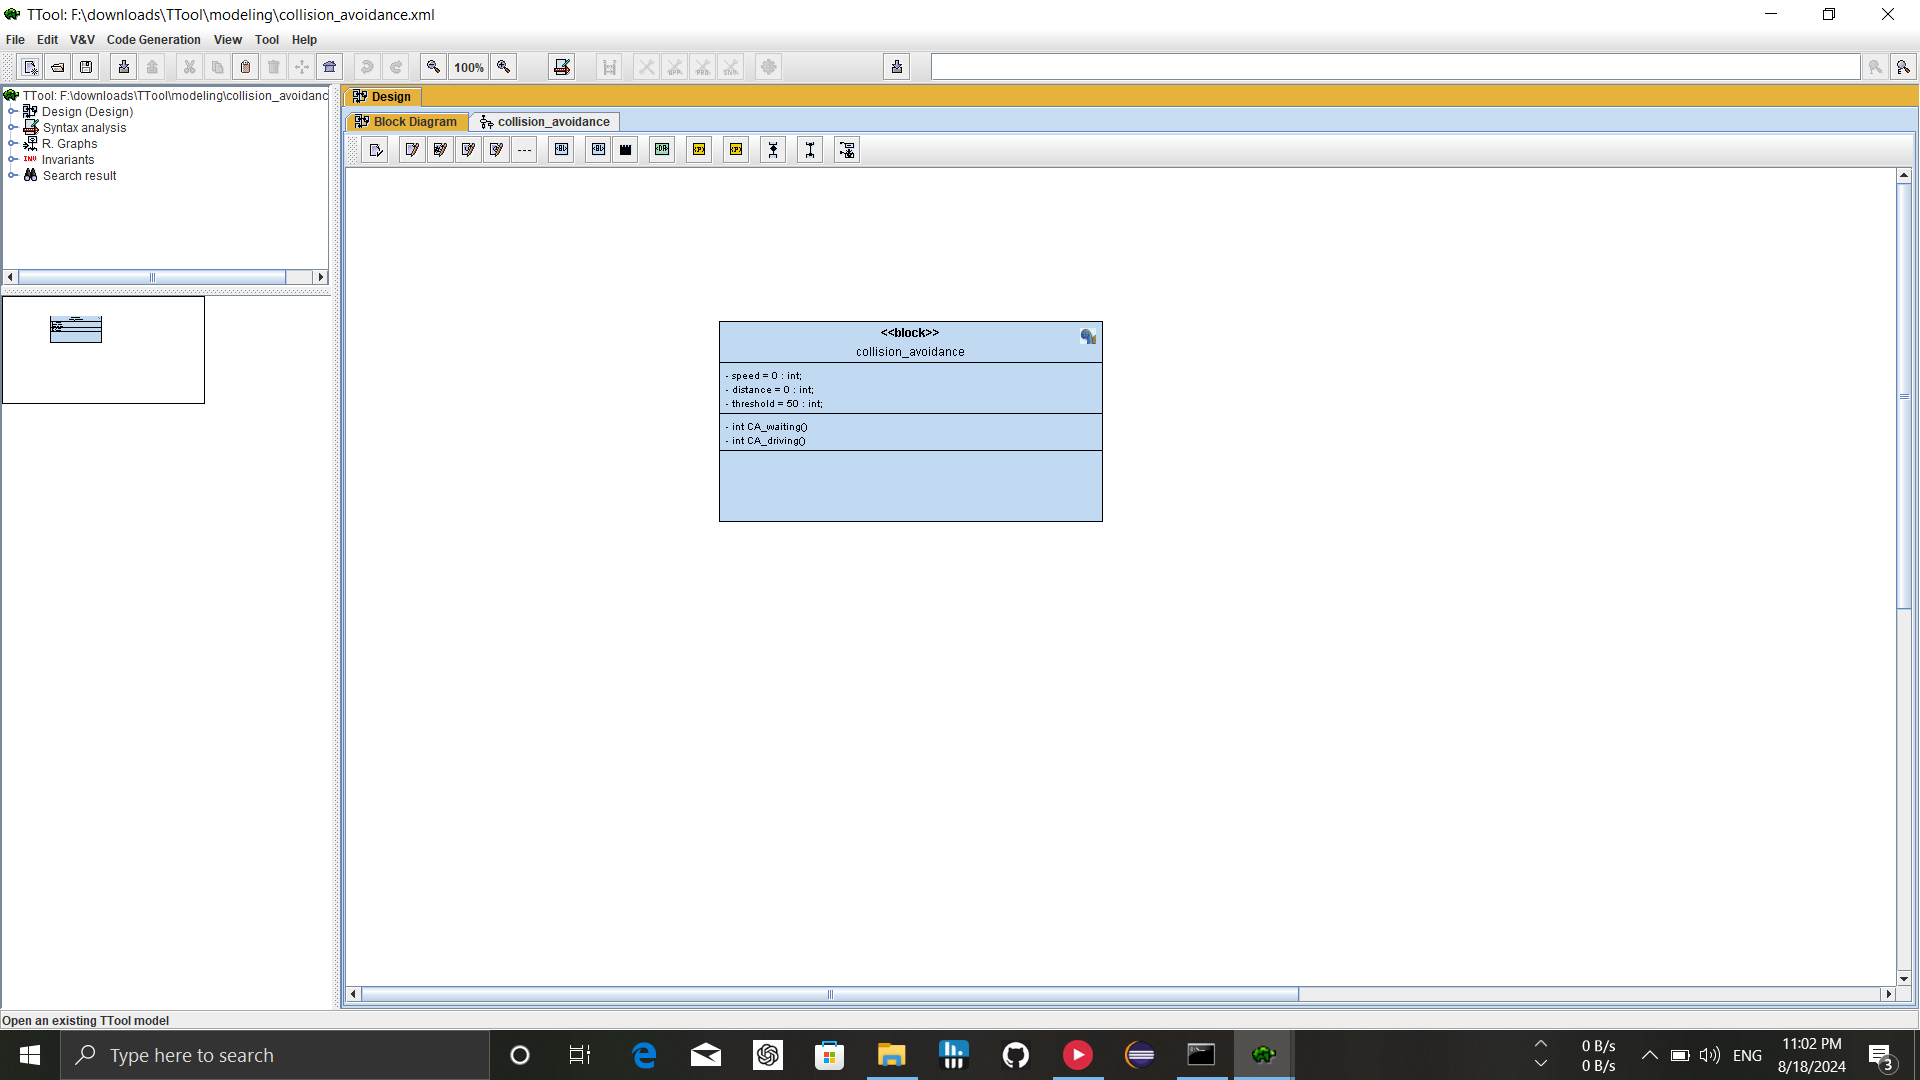 TTool: F:\downloads\TTool\modeling\collision_avoidance.xml
File Edit V&V Code Generation View Tool Help
100%
TTool: F:\downloads\TTool\modeling\collision_avoidanc
Design (Design)
Syntax analysis
R. Graphs
INV Invariants
Search result
Design
Block Diagram collision_avoidance
<<block>>
collision_avoidance
- speed = 0 : int;
- distance = 0 : int;
- threshold = 50 : int;
- int CA_waiting()
- int CA_driving()
Open an existing TTool model
Type here to search
0 B/s
0 B/s
ENG
11:02 PM
8/18/2024
3